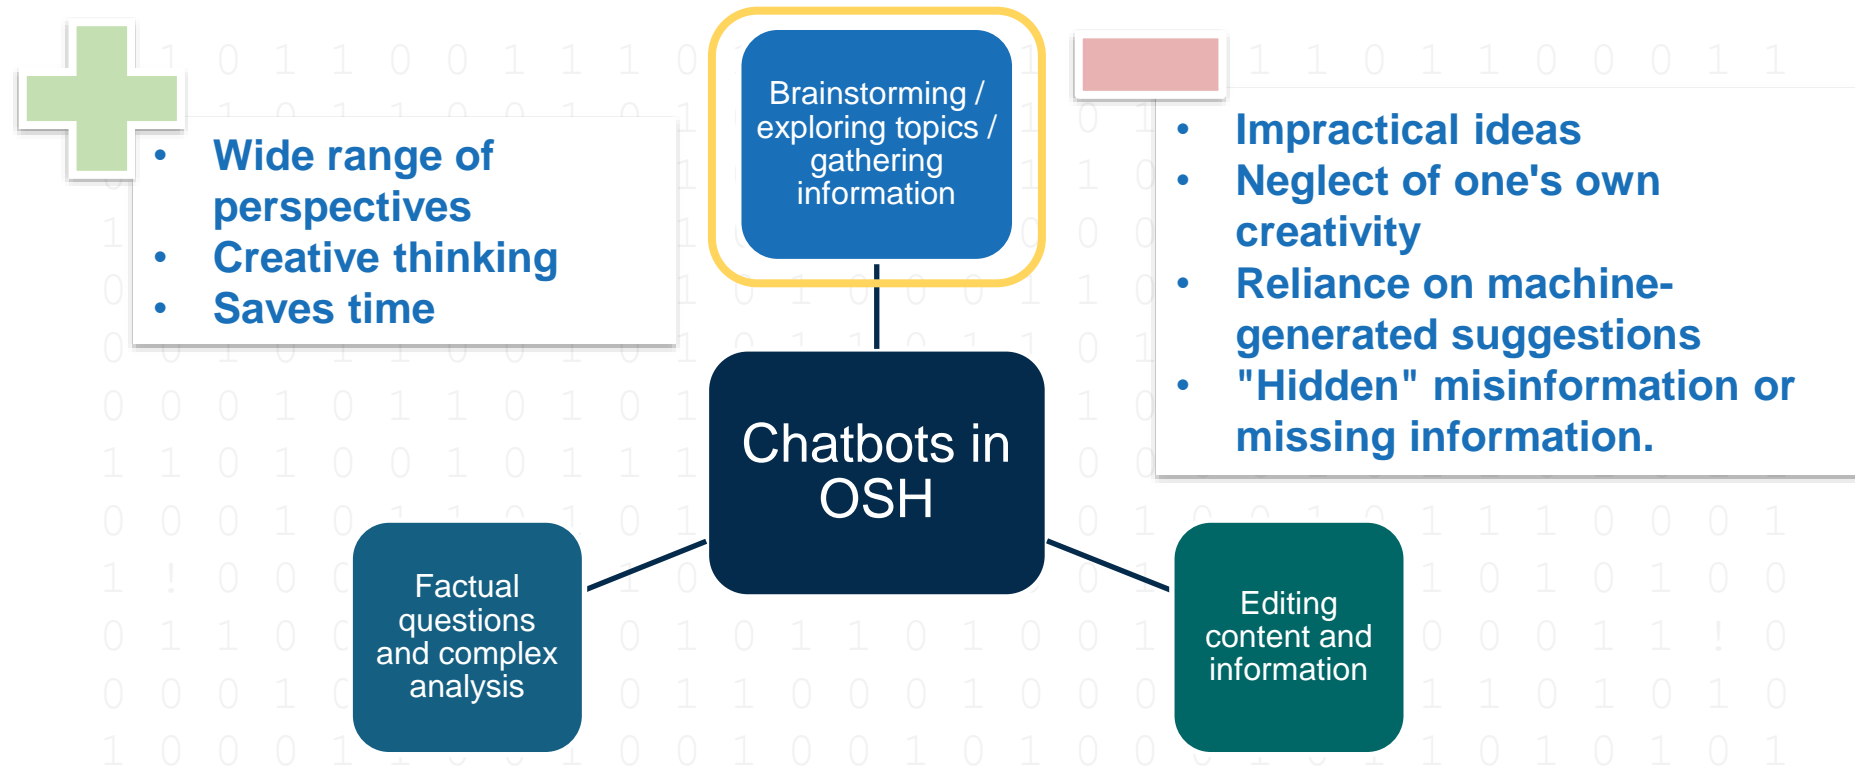 Brainstorming /
exploring topics /
gathering
information
• Wide range of
perspectives
• Creative thinking
• Saves time
• Impractical ideas
• Neglect of one's own
creativity
• Reliance on machine-
generated suggestions
• "Hidden" misinformation or
missing information.
Chatbots in
OSH
Factual
questions
and complex
analysis
Editing
content and
information